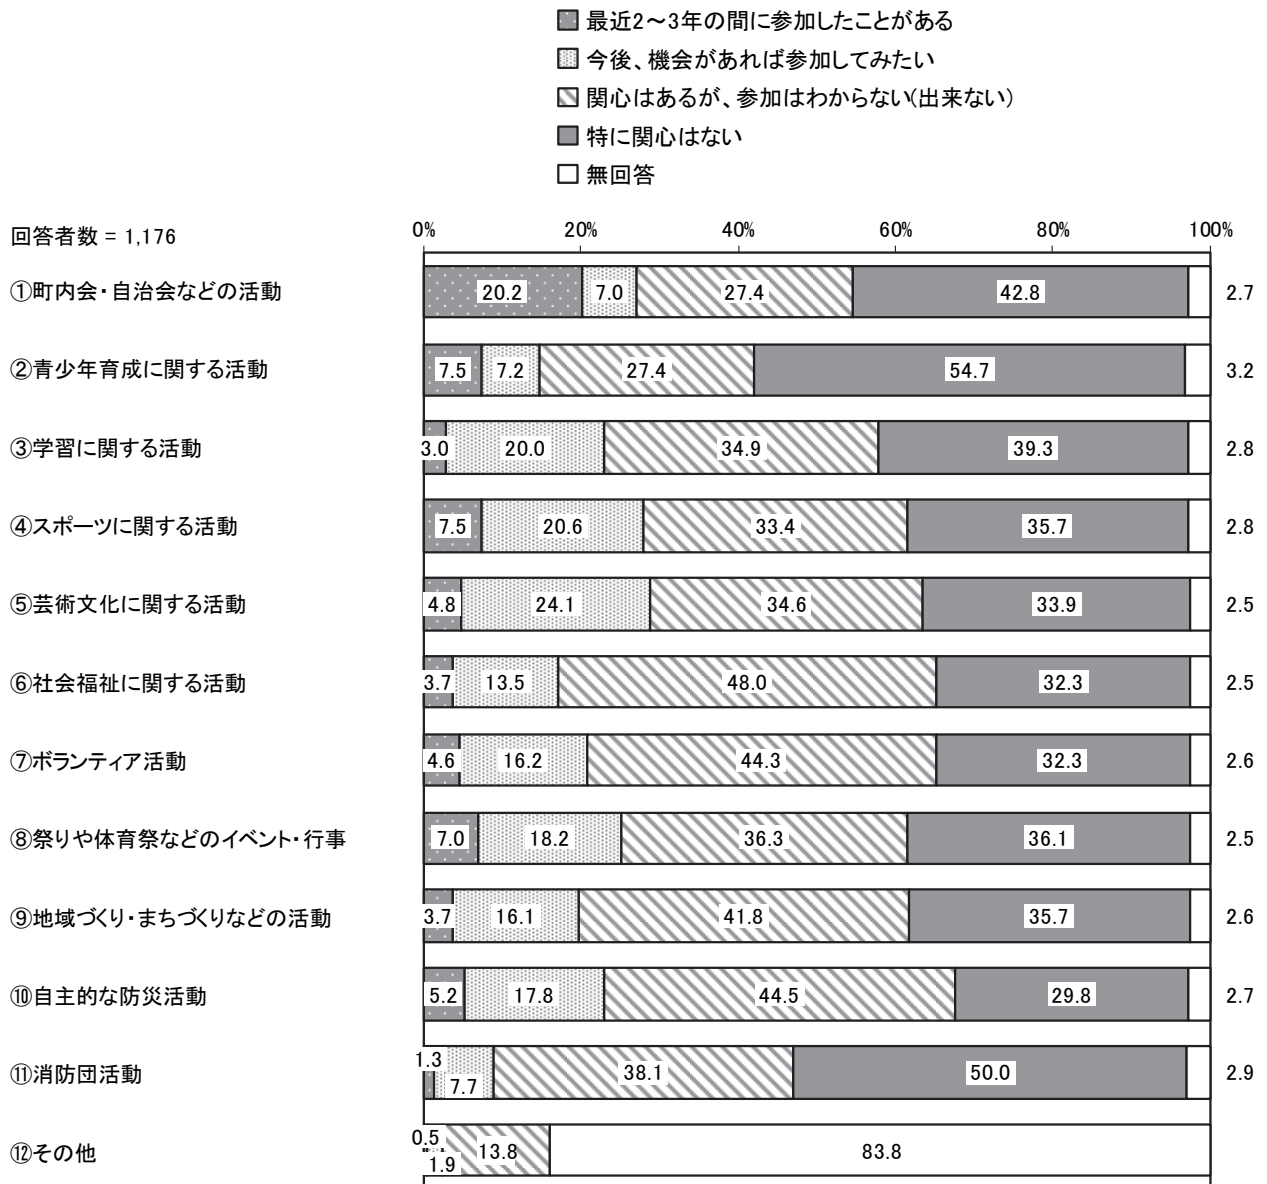 最近2～3年の間に参加したことがある
今後、機会があれば参加してみたい
関心はあるが、参加はわからない(出来ない)
特に関心はない
無回答
回答者数 = 1,176
0% 20% 40% 60% 80% 100%
①町内会・自治会などの活動 20.2 7.0 27.4 42.8 2.7
②青少年育成に関する活動 7.5 7.2 27.4 54.7 3.2
③学習に関する活動 3.0 20.0 34.9 39.3 2.8
④スポーツに関する活動 7.5 20.6 33.4 35.7 2.8
⑤芸術文化に関する活動 4.8 24.1 34.6 33.9 2.5
⑥社会福祉に関する活動 3.7 13.5 48.0 32.3 2.5
⑦ボランティア活動 4.6 16.2 44.3 32.3 2.6
⑧祭りや体育祭などのイベント・行事 7.0 18.2 36.3 36.1 2.5
⑨地域づくり・まちづくりなどの活動 3.7 16.1 41.8 35.7 2.6
⑩自主的な防災活動 5.2 17.8 44.5 29.8 2.7
⑪消防団活動 1.3 7.7 38.1 50.0 2.9
⑫その他 0.5 1.9 13.8 83.8